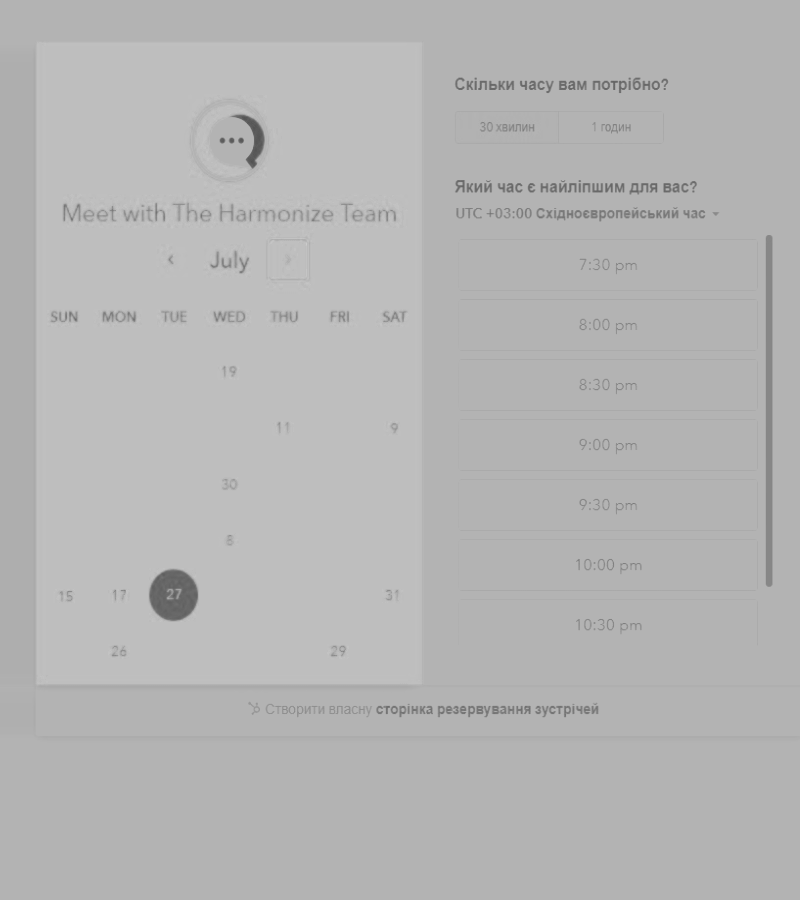 Meet with The Harmonize Team
July
SUN MON TUE WED THU FRI SAT
19
11 9
30
8
15 17 27 31
26 29
Скільки часу вам потрібно?
30 хвилин 1 годин
Який час є найліпшим для вас?
UTC +03:00 Східноєвропейський час
7:30 pm
8:00 pm
8:30 pm
9:00 pm
9:30 pm
10:00 pm
10:30 pm
Створити власну сторінка резервування зустрічей